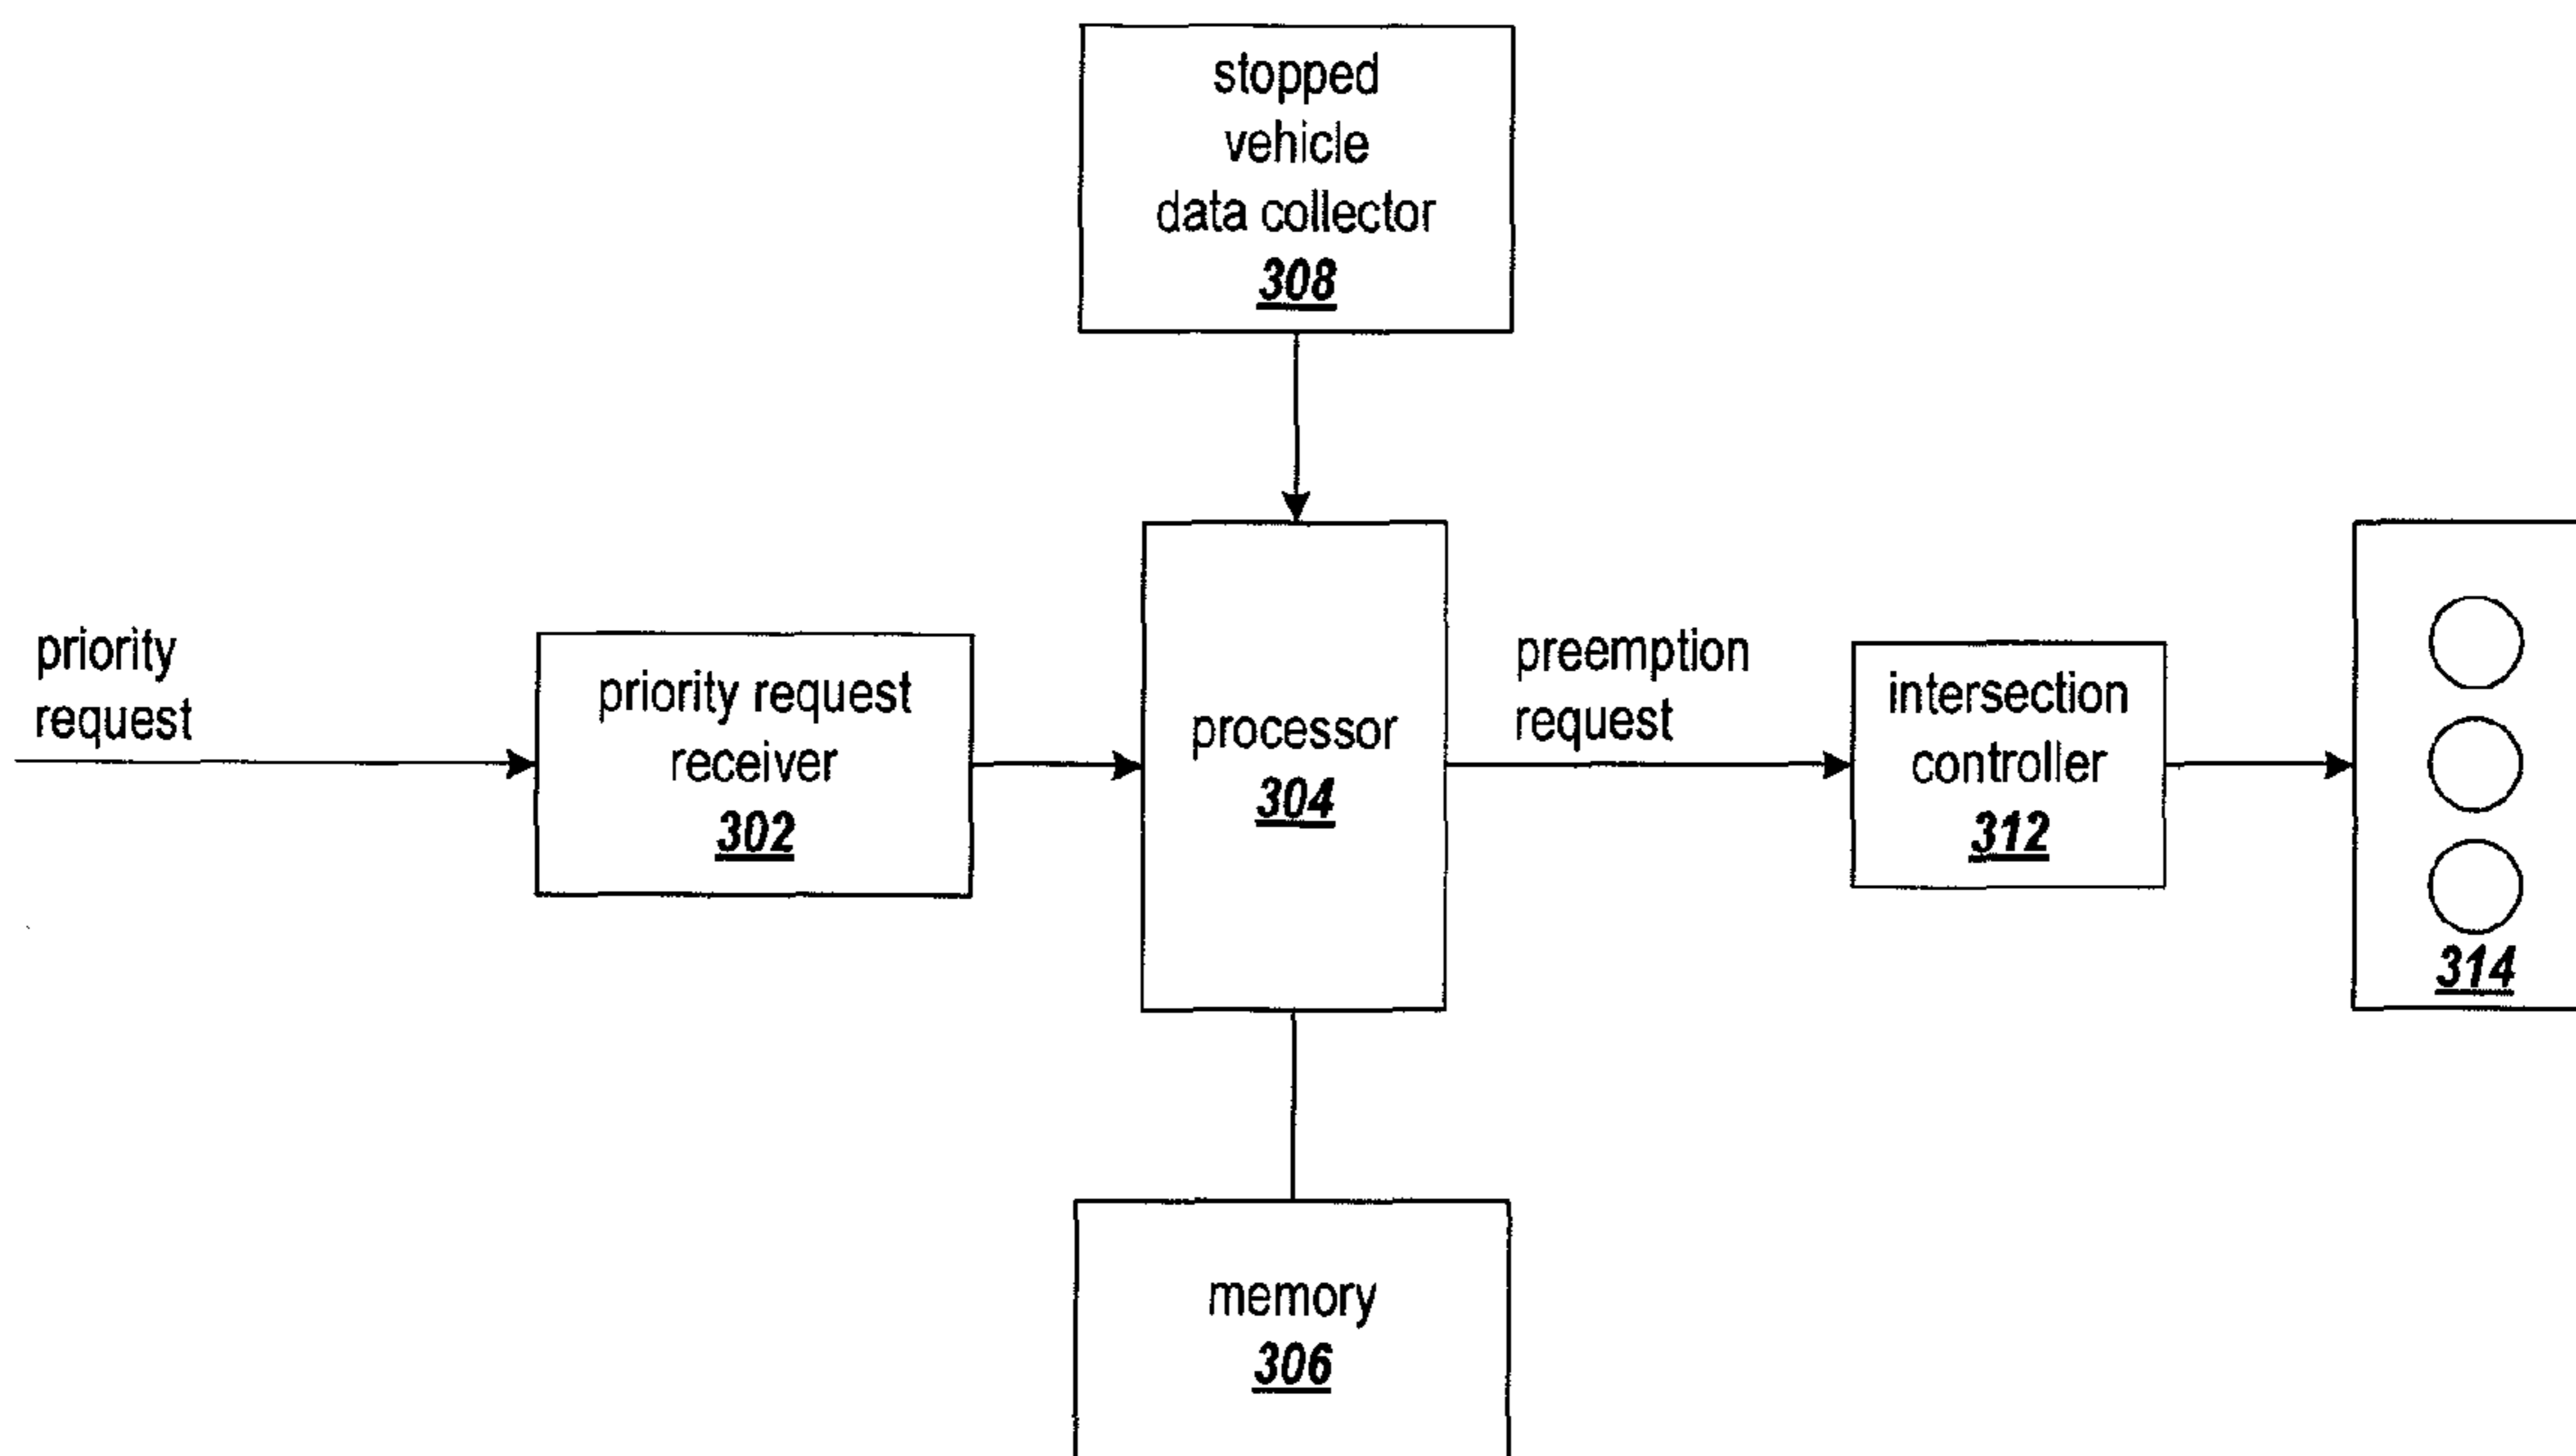 stopped
vehicle
data collector
308
priority
request
priority request
receiver
302
processor
304
preemption
request
intersection
controller
312
314
memory
306